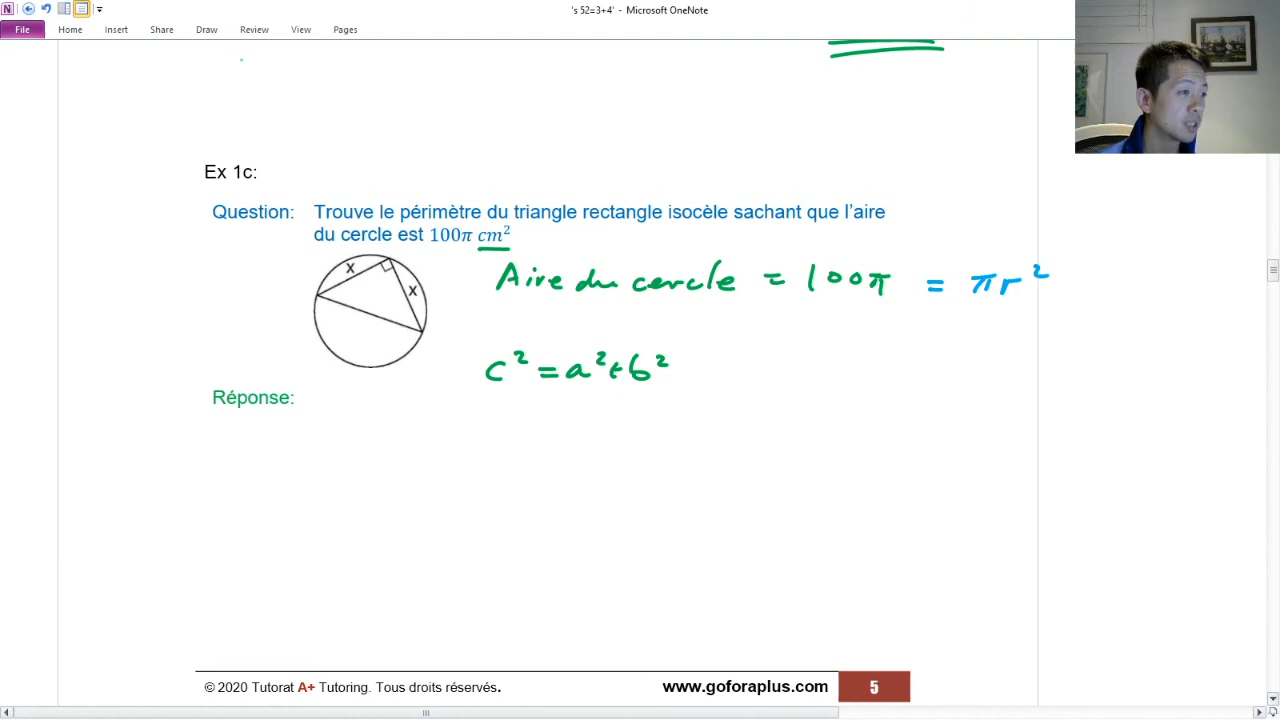 's 52=3+4' - Microsoft OneNote
File Home Insert Share Draw Review View Pages
Ex 1c:
Question: Trouve le périmètre du triangle rectangle isocèle sachant que l'aire
du cercle est 100π cm²
x
x
Aire du cercle = 100π = πr²
c² = a² + b²
Réponse:
© 2020 Tutorat A+ Tutoring. Tous droits réservés.
www.goforaplus.com
5